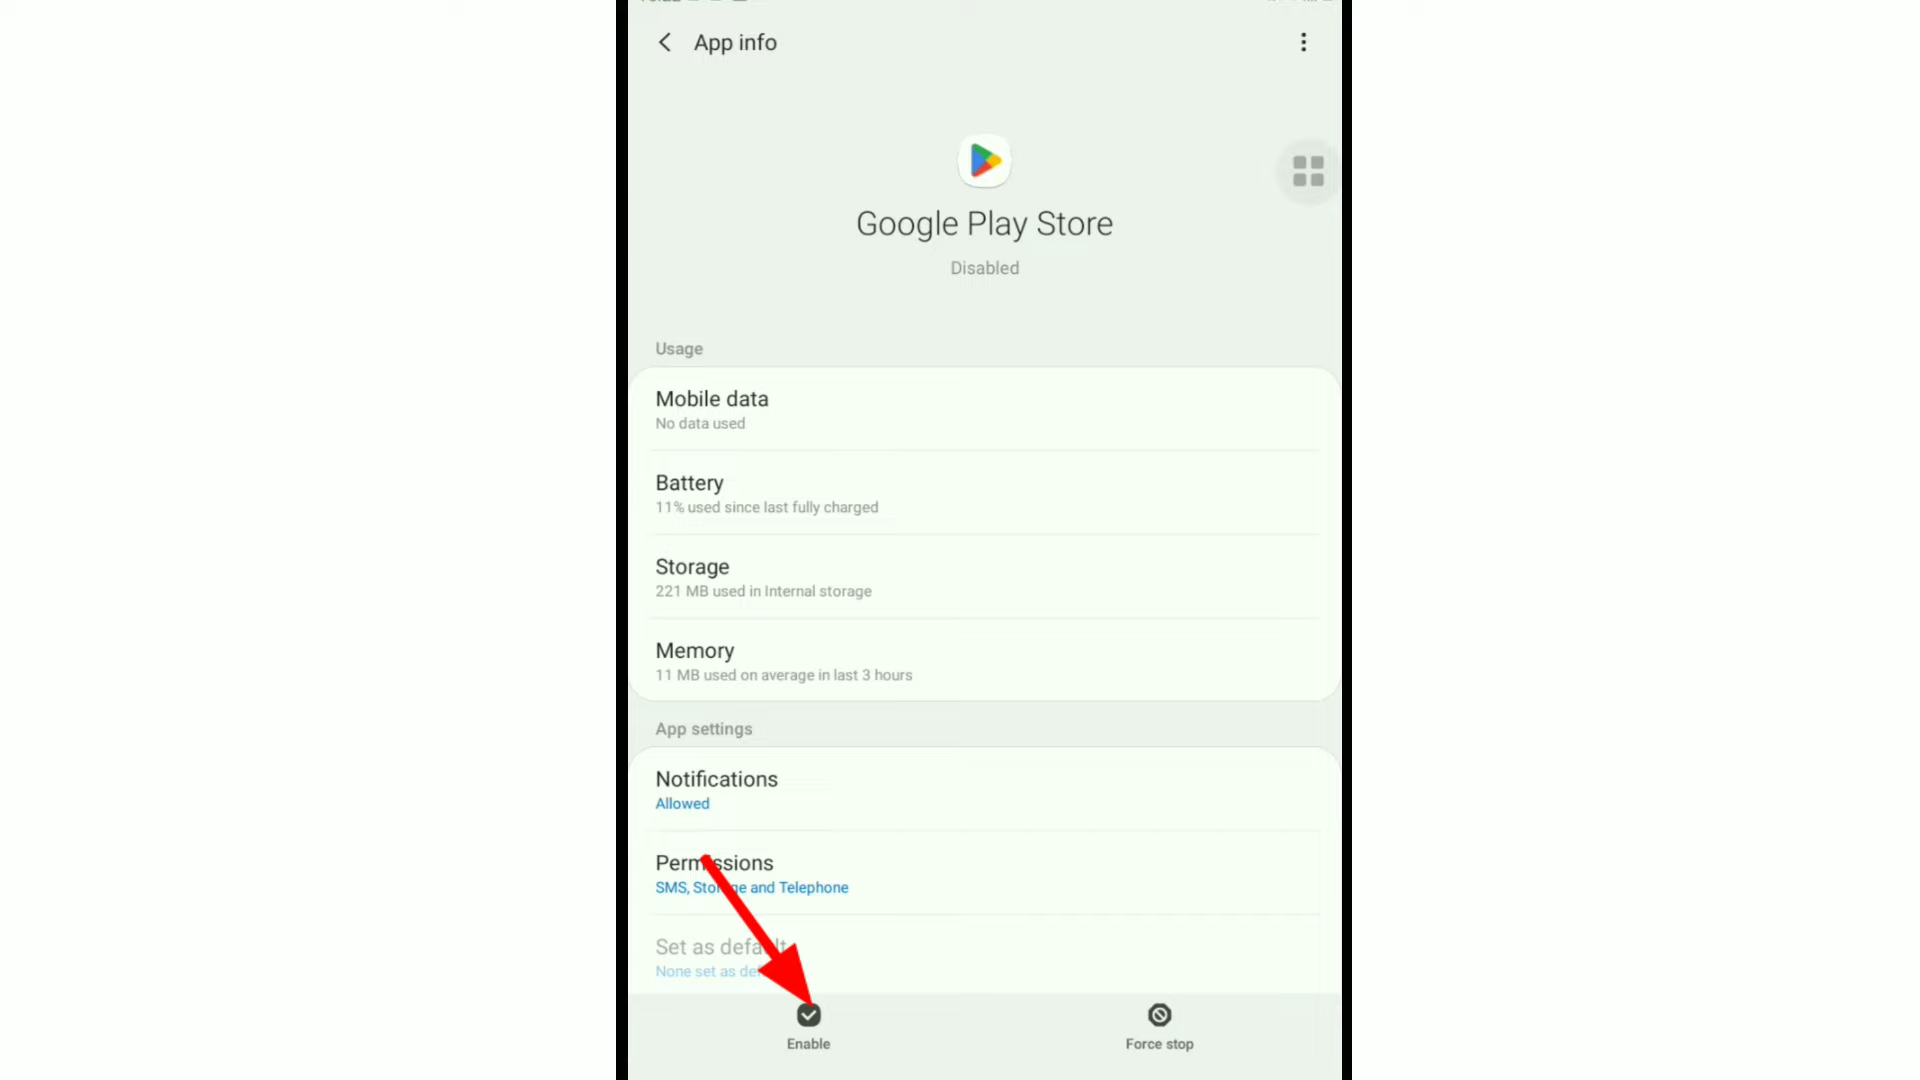 App info
Google Play Store
Disabled
Usage
Mobile data
No data used
Battery
11% used since last fully charged
Storage
221 MB used in Internal storage
Memory
11 MB used on average in last 3 hours
App settings
Notifications
Allowed
Permissions
SMS, Storage and Telephone
Set as default
None set as
Enable
Force stop